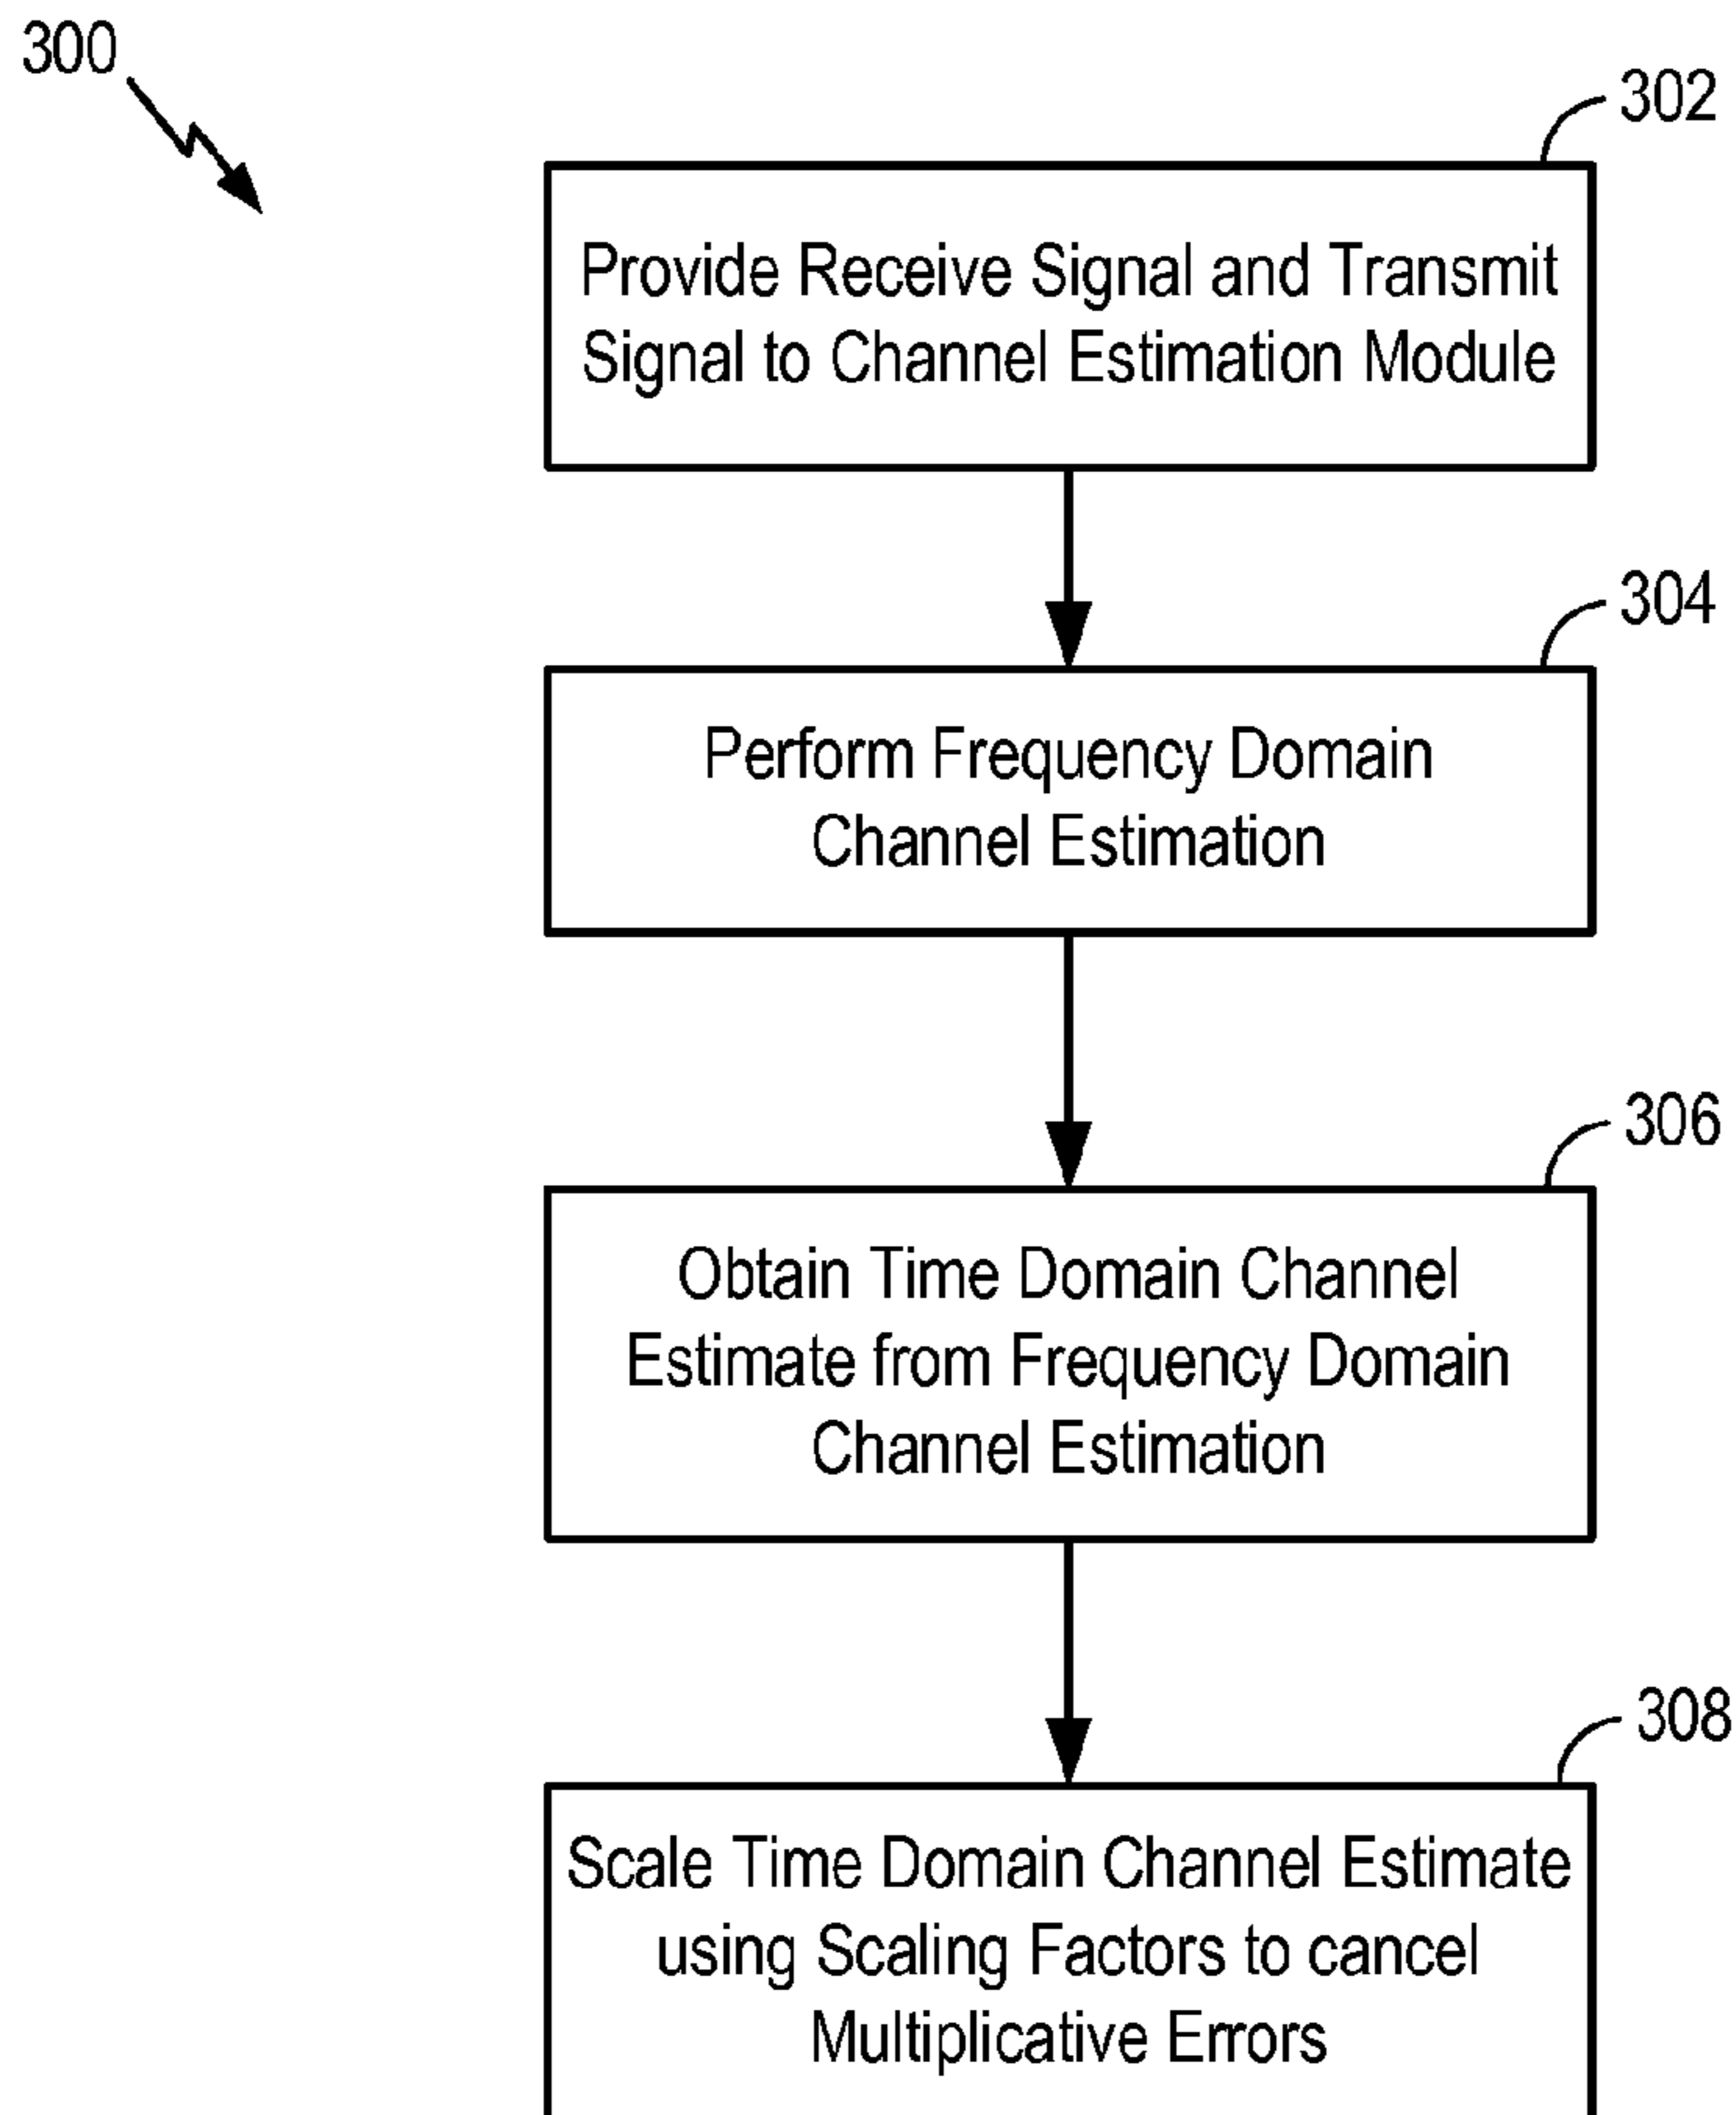 300
302
Provide Receive Signal and Transmit
Signal to Channel Estimation Module
304
Perform Frequency Domain
Channel Estimation
306
Obtain Time Domain Channel
Estimate from Frequency Domain
Channel Estimation
308
Scale Time Domain Channel Estimate
using Scaling Factors to cancel
Multiplicative Errors